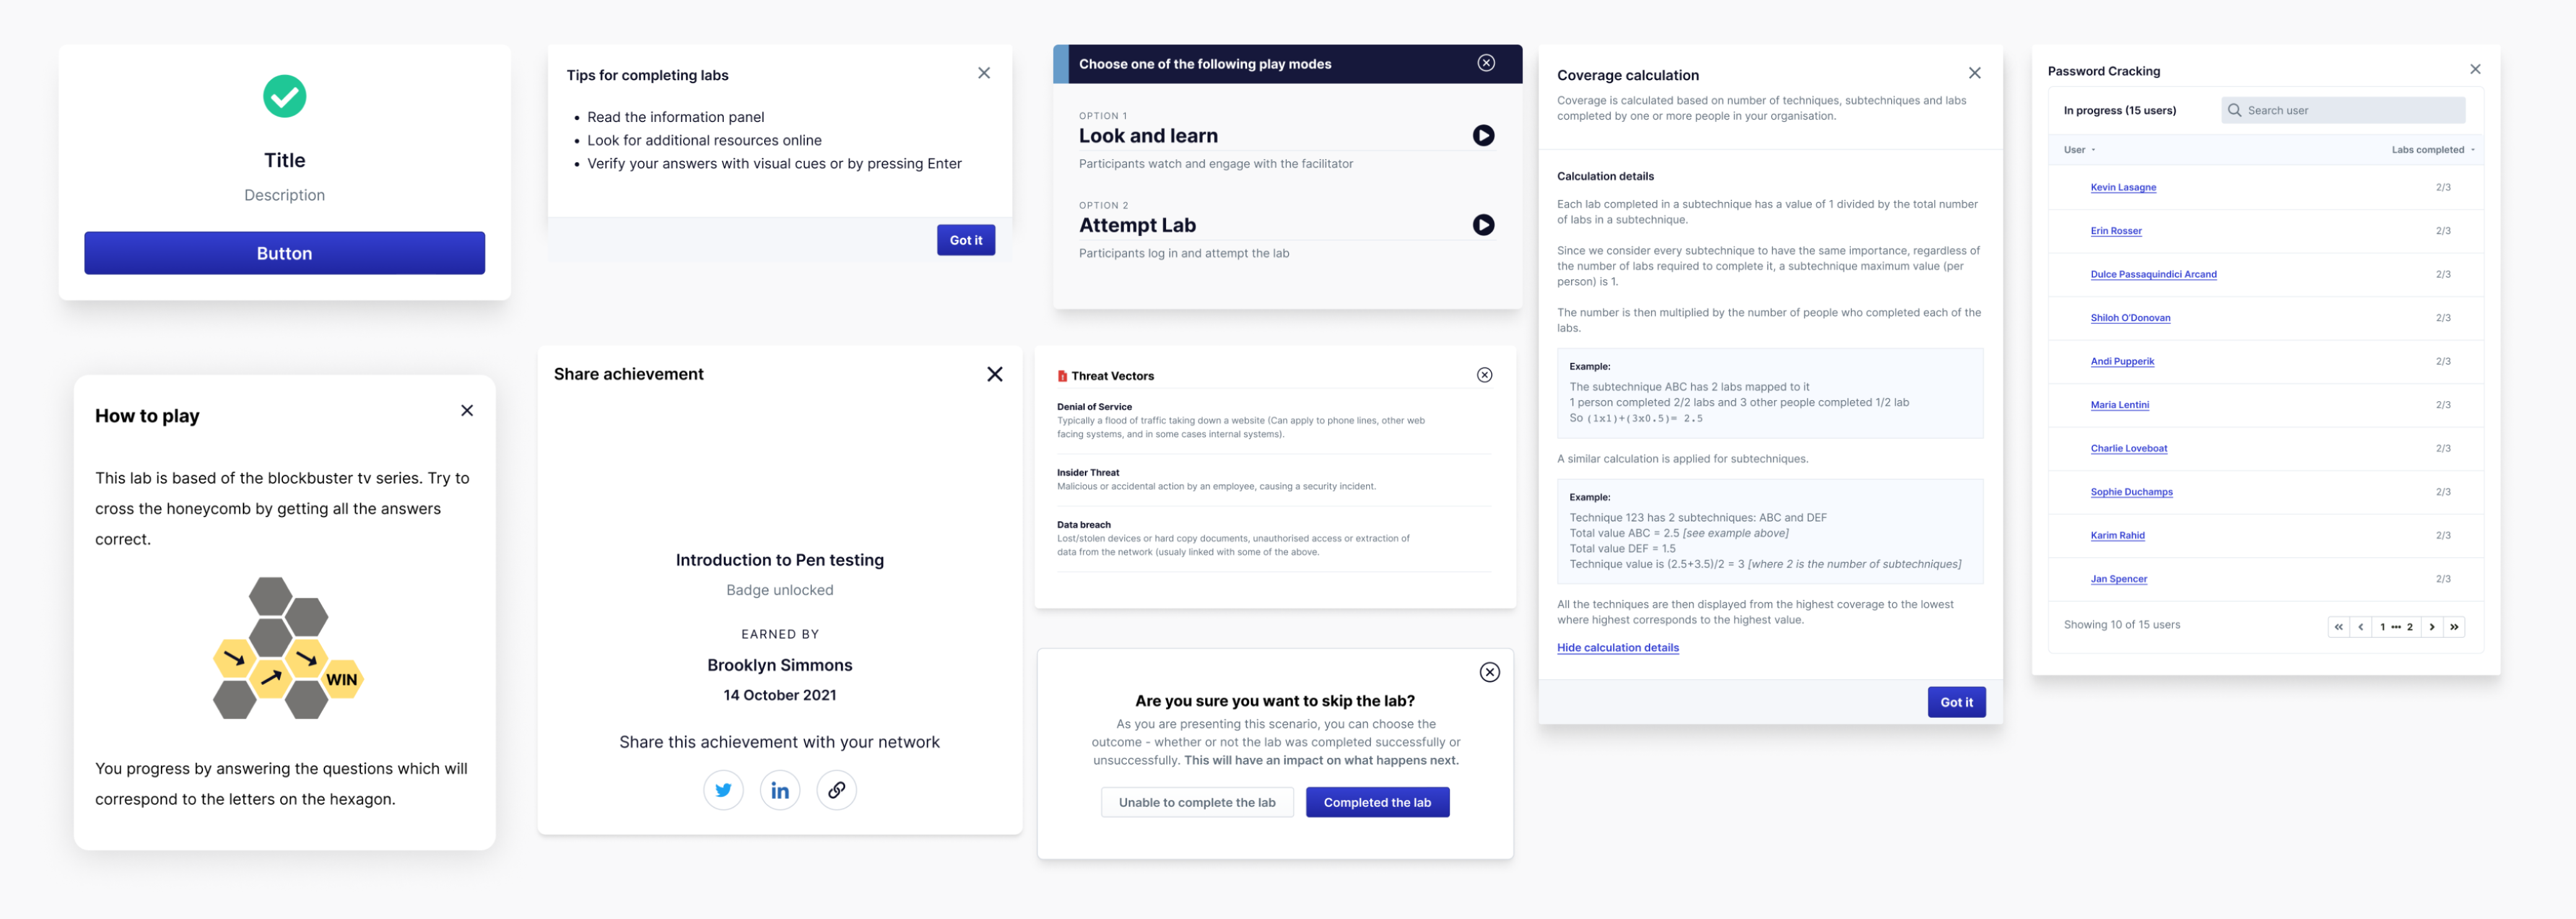 Title
Description
Button
Tips for completing labs
• Read the information panel
• Look for additional resources online
• Verify your answers with visual cues or by pressing Enter
Got it
Choose one of the following play modes
OPTION 1
Look and learn
Participants watch and engage with the facilitator
OPTION 2
Attempt Lab
Participants log in and attempt the lab
Coverage calculation
Coverage is calculated based on number of techniques, subtechniques and labs
completed by one or more people in your organisation.
Calculation details
Each lab completed in a subtechnique has a value of 1 divided by the total number
of labs in a subtechnique.
Since we consider every subtechnique to have the same importance, regardless of
the number of labs required to complete it, a subtechnique maximum value (per
person) is 1.
The number is then multiplied by the number of people who completed each of the
labs.
Example:
The subtechnique ABC has 2 labs mapped to it
1 person completed 2/2 labs and 3 other people completed 1/2 lab
So (1x1)+(3x0.5)= 2.5
A similar calculation is applied for subtechniques.
Example:
Technique 123 has 2 subtechniques: ABC and DEF
Total value ABC = 2.5 [see example above]
Total value DEF = 1.5
Technique value is (2.5+3.5)/2 = 3 [where 2 is the number of subtechniques]
All the techniques are then displayed from the highest coverage to the lowest
where highest corresponds to the highest value.
Hide calculation details
Got it
Password Cracking
In progress (15 users)
Search user
User
Labs completed
Kevin Lasagne 2/3
Erin Rosser 2/3
Dulce Passaquindici Arcand 2/3
Shiloh O'Donovan 2/3
Andi Pupperik 2/3
Maria Lentini 2/3
Charlie Loveboat 2/3
Sophie Duchamps 2/3
Karim Rahid 2/3
Jan Spencer 2/3
Showing 10 of 15 users
« ‹ 1 ••• 2 › »
How to play
This lab is based of the blockbuster tv series. Try to
cross the honeycomb by getting all the answers
correct.
WIN
You progress by answering the questions which will
correspond to the letters on the hexagon.
Share achievement
Introduction to Pen testing
Badge unlocked
EARNED BY
Brooklyn Simmons
14 October 2021
Share this achievement with your network
in
Threat Vectors
Denial of Service
Typically a flood of traffic taking down a website (Can apply to phone lines, other web
facing systems, and in some cases internal systems).
Insider Threat
Malicious or accidental action by an employee, causing a security incident.
Data breach
Lost/stolen devices or hard copy documents, unauthorised access or extraction of
data from the network (usualy linked with some of the above.
Are you sure you want to skip the lab?
As you are presenting this scenario, you can choose the
outcome - whether or not the lab was completed successfully or
unsuccessfully. This will have an impact on what happens next.
Unable to complete the lab
Completed the lab